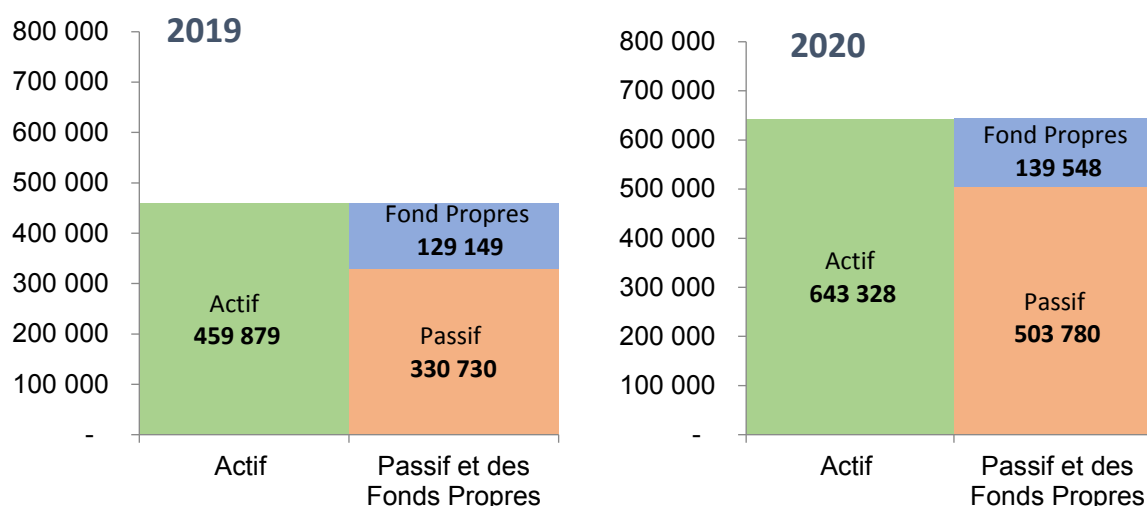 2019
800 000
700 000
600 000
500 000
400 000
300 000
200 000
100 000
-
Fond Propres
129 149
Actif
459 879
Passif
330 730
Actif
Passif et des
Fonds Propres
2020
800 000
700 000
600 000
500 000
400 000
300 000
200 000
100 000
-
Fond Propres
139 548
Actif
643 328
Passif
503 780
Actif
Passif et des
Fonds Propres